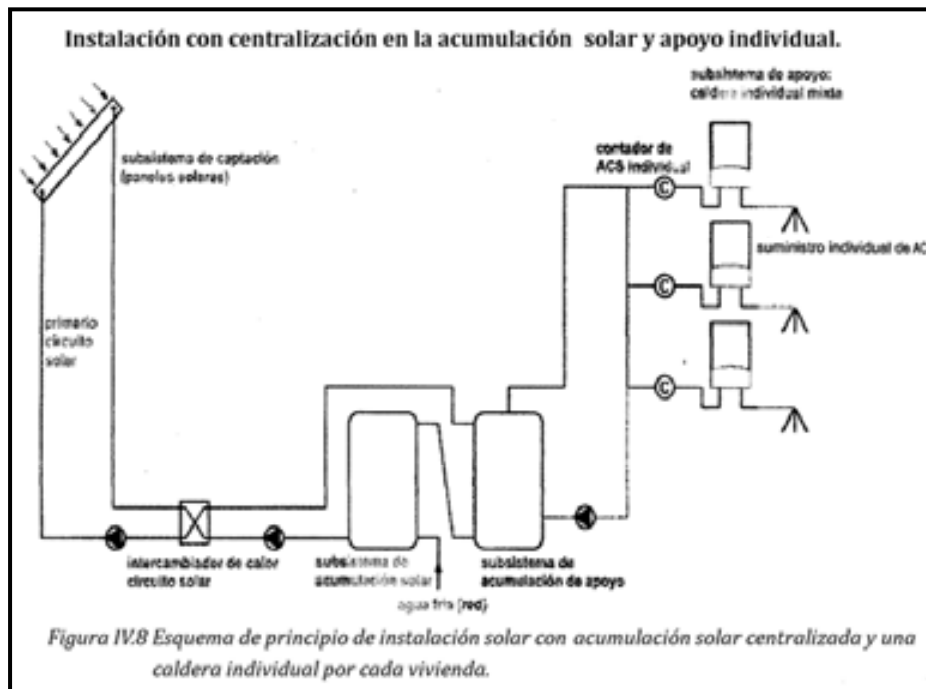 Instalación con centralización en la acumulación solar y apoyo individual.
subsistema de apoyo:
caldera individual mixta
subsistema de captación
(paneles solares)
contador de
ACS individual
C
suministro individual de AC
C
primario
circuito
solar
C
intercambiador de calor
circuito solar
subsistema de
acumulación solar
subsistema de
acumulación de apoyo
agua fria (red)
Figura IV.8 Esquema de principio de instalación solar con acumulación solar centralizada y una
caldera individual por cada vivienda.